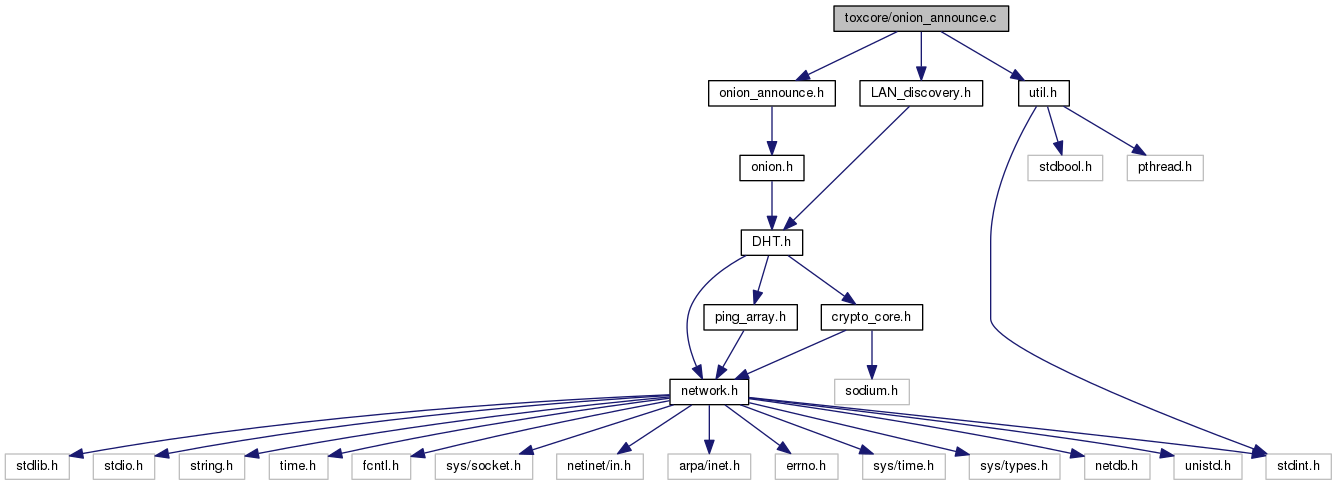 toxcore/onion_announce.c
onion_announce.h
LAN_discovery.h
util.h
onion.h
stdbool.h
pthread.h
DHT.h
ping_array.h
crypto_core.h
network.h
sodium.h
stdlib.h
stdio.h
string.h
time.h
fcntl.h
sys/socket.h
netinet/in.h
arpa/inet.h
errno.h
sys/time.h
sys/types.h
netdb.h
unistd.h
stdint.h